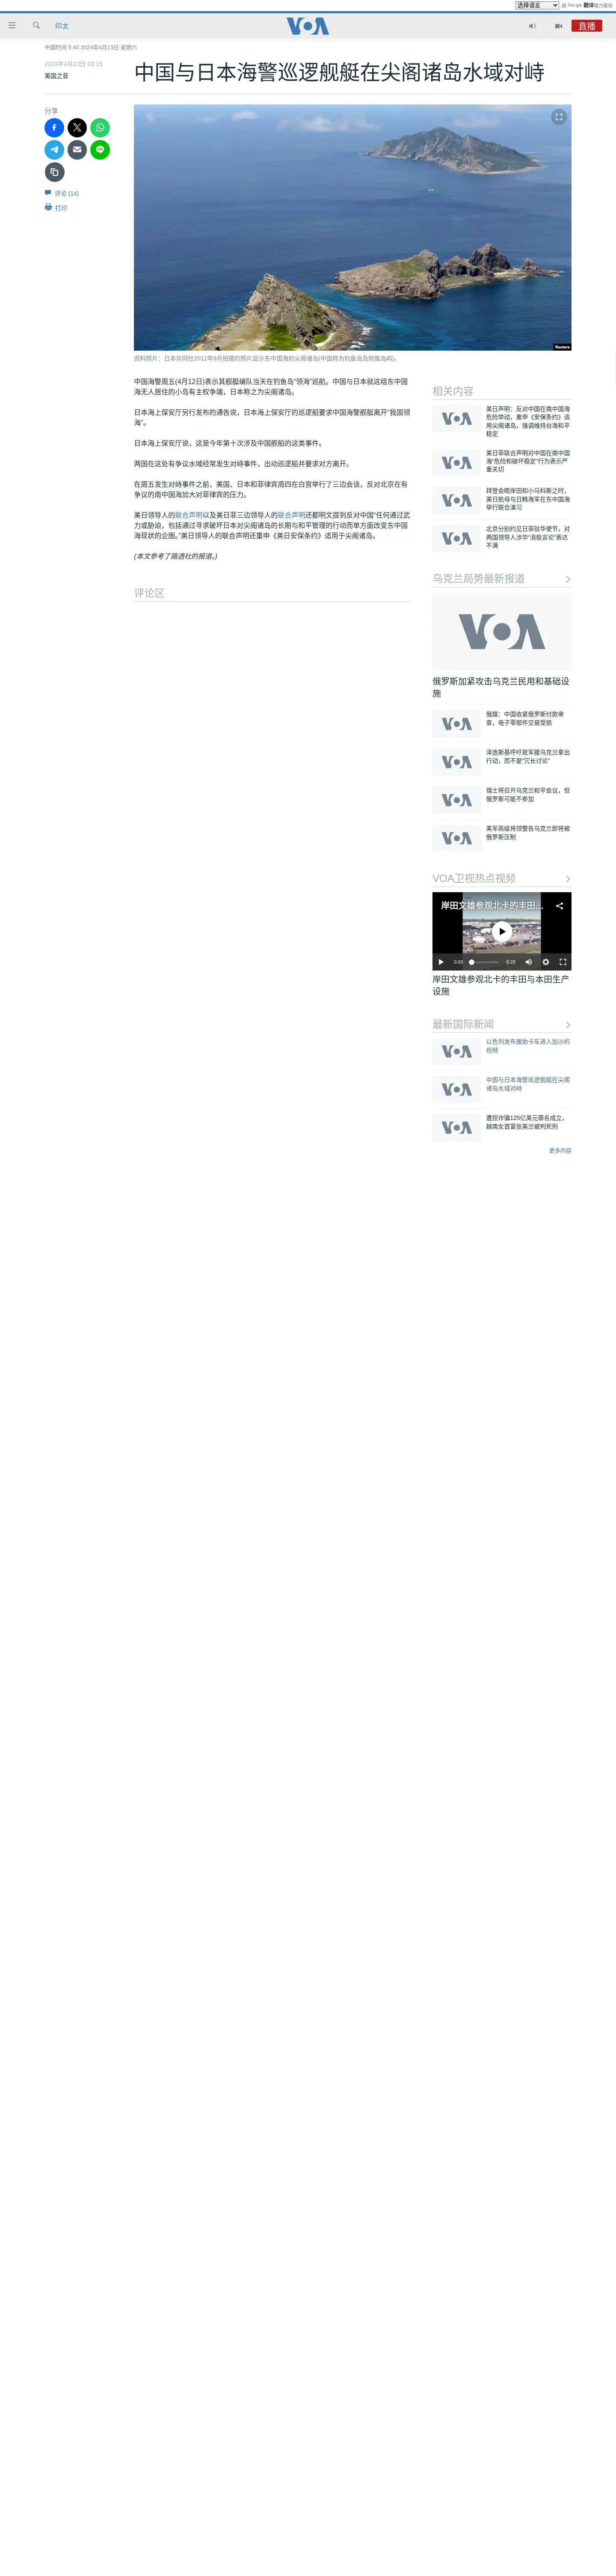 选择语言
由 Google 翻译强力驱动
印太
VOA
直播
中国时间 5:40 2024年4月13日 星期六
2024年4月13日 03:15
美国之音
中国与日本海警巡逻舰艇在尖阁诸岛水域对峙
分享
评论 (14)
打印
Reuters
资料照片：日本共同社2012年9月拍摄的照片显示东中国海的尖阁诸岛(中国称为钓鱼岛及附属岛屿)。
中国海警周五(4月12日)表示其舰艇编队当天在钓鱼岛“领海”巡航。中国与日本就这组东中国
海无人居住的小岛有主权争端，日本称之为尖阁诸岛。
日本海上保安厅另行发布的通告说，日本海上保安厅的巡逻船要求中国海警舰艇离开“我国领
海”。
日本海上保安厅说，这是今年第十次涉及中国舰船的这类事件。
两国在这处有争议水域经常发生对峙事件，出动巡逻船并要求对方离开。
在周五发生对峙事件之前，美国、日本和菲律宾周四在白宫举行了三边会谈，反对北京在有
争议的南中国海加大对菲律宾的压力。
美日领导人的联合声明以及美日菲三边领导人的联合声明还都明文提到反对中国“任何通过武
力或胁迫，包括通过寻求破坏日本对尖阁诸岛的长期与和平管理的行动而单方面改变东中国
海现状的企图。”美日领导人的联合声明还重申《美日安保条约》适用于尖阁诸岛。
(本文参考了路透社的报道。)
评论区
相关内容
VOA
美日声明：反对中国在南中国海
危险举动，重申《安保条约》适
用尖阁诸岛，强调维持台海和平
稳定
VOA
美日菲联合声明对中国在南中国
海“危险和破坏稳定”行为表示严
重关切
VOA
拜登会晤岸田和小马科斯之时，
美日航母与日韩海军在东中国海
举行联合演习
VOA
北京分别约见日菲驻华使节，对
两国领导人涉华“消极言论”表达
不满
乌克兰局势最新报道
VOA
俄罗斯加紧攻击乌克兰民用和基础设
施
VOA
俄媒：中国收紧俄罗斯付款审
查，电子零部件交易受损
VOA
泽连斯基呼吁就军援乌克兰拿出
行动，而不是“冗长讨论”
VOA
瑞士将召开乌克兰和平会议，但
俄罗斯可能不参加
VOA
美军高级将领警告乌克兰即将被
俄罗斯压制
VOA卫视热点视频
岸田文雄参观北卡的丰田…
0:00
8:28
岸田文雄参观北卡的丰田与本田生产
设施
最新国际新闻
VOA
以色列发布援助卡车进入加沙的
视频
VOA
中国与日本海警巡逻舰艇在尖阁
诸岛水域对峙
VOA
遭控诈骗125亿美元罪名成立，
越南女首富张美兰被判死刑
更多内容